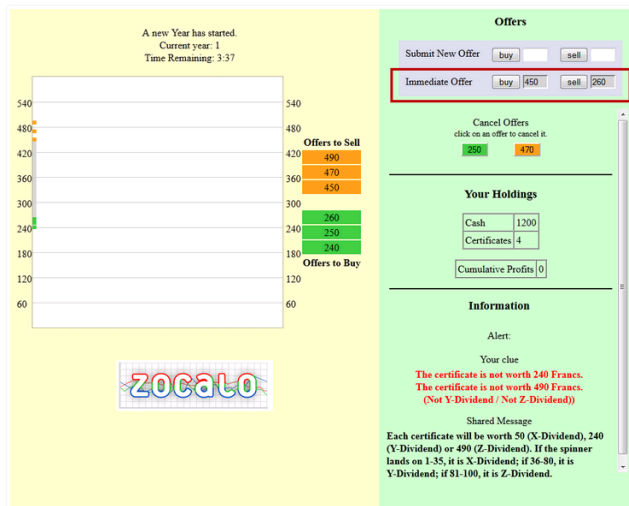 A new Year has started.
Current year: 1
Time Remaining: 3:37
540
480
420
360
300
240
180
120
60
540
480
420
360
300
240
180
120
60
Offers to Sell
490
470
450
260
250
240
Offers to Buy
zocalo
Offers
Submit New Offer buy sell
Immediate Offer buy 450 sell 260
Cancel Offers
click on an offer to cancel it.
250 470
Your Holdings
Cash 1200
Certificates 4
Cumulative Profits 0
Information
Alert:
Your clue
The certificate is not worth 240 Francs.
The certificate is not worth 490 Francs.
(Not Y-Dividend / Not Z-Dividend))
Shared Message
Each certificate will be worth 50 (X-Dividend), 240
(Y-Dividend) or 490 (Z-Dividend). If the spinner
lands on 1-35, it is X-Dividend; if 36-80, it is
Y-Dividend; if 81-100, it is Z-Dividend.